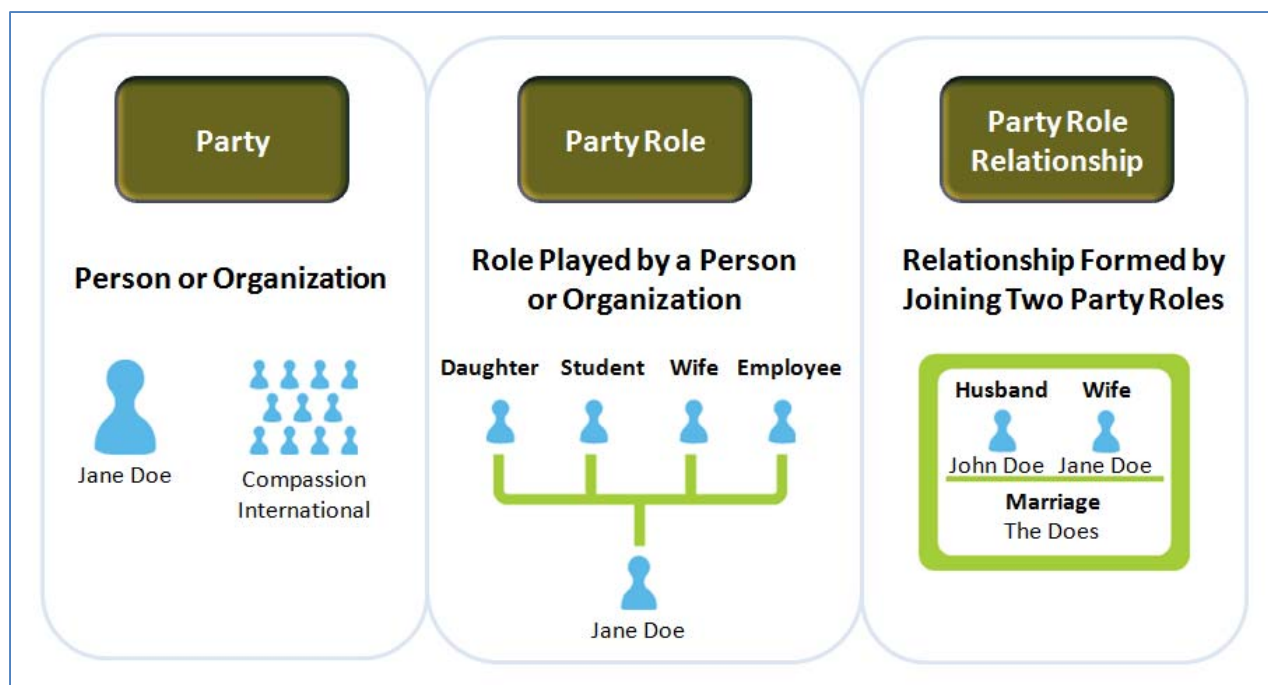 Party
Person or Organization
Jane Doe
Compassion
International
Party Role
Role Played by a Person
or Organization
Daughter Student Wife Employee
Jane Doe
Party Role
Relationship
Relationship Formed by
Joining Two Party Roles
Husband Wife
John Doe Jane Doe
Marriage
The Does